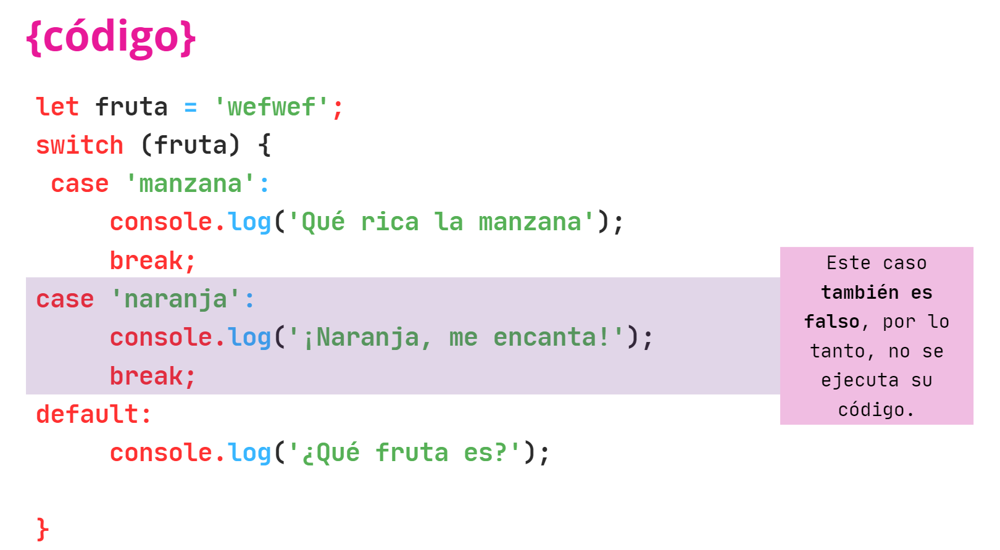 {código}
let fruta = 'wefwef';
switch (fruta) {
case 'manzana':
console.log('Qué rica la manzana');
break;
case 'naranja':
console.log('¡Naranja, me encanta!');
break;
default:
console.log('¿Qué fruta es?');
}
Este caso
también es
falso, por lo
tanto, no se
ejecuta su
código.